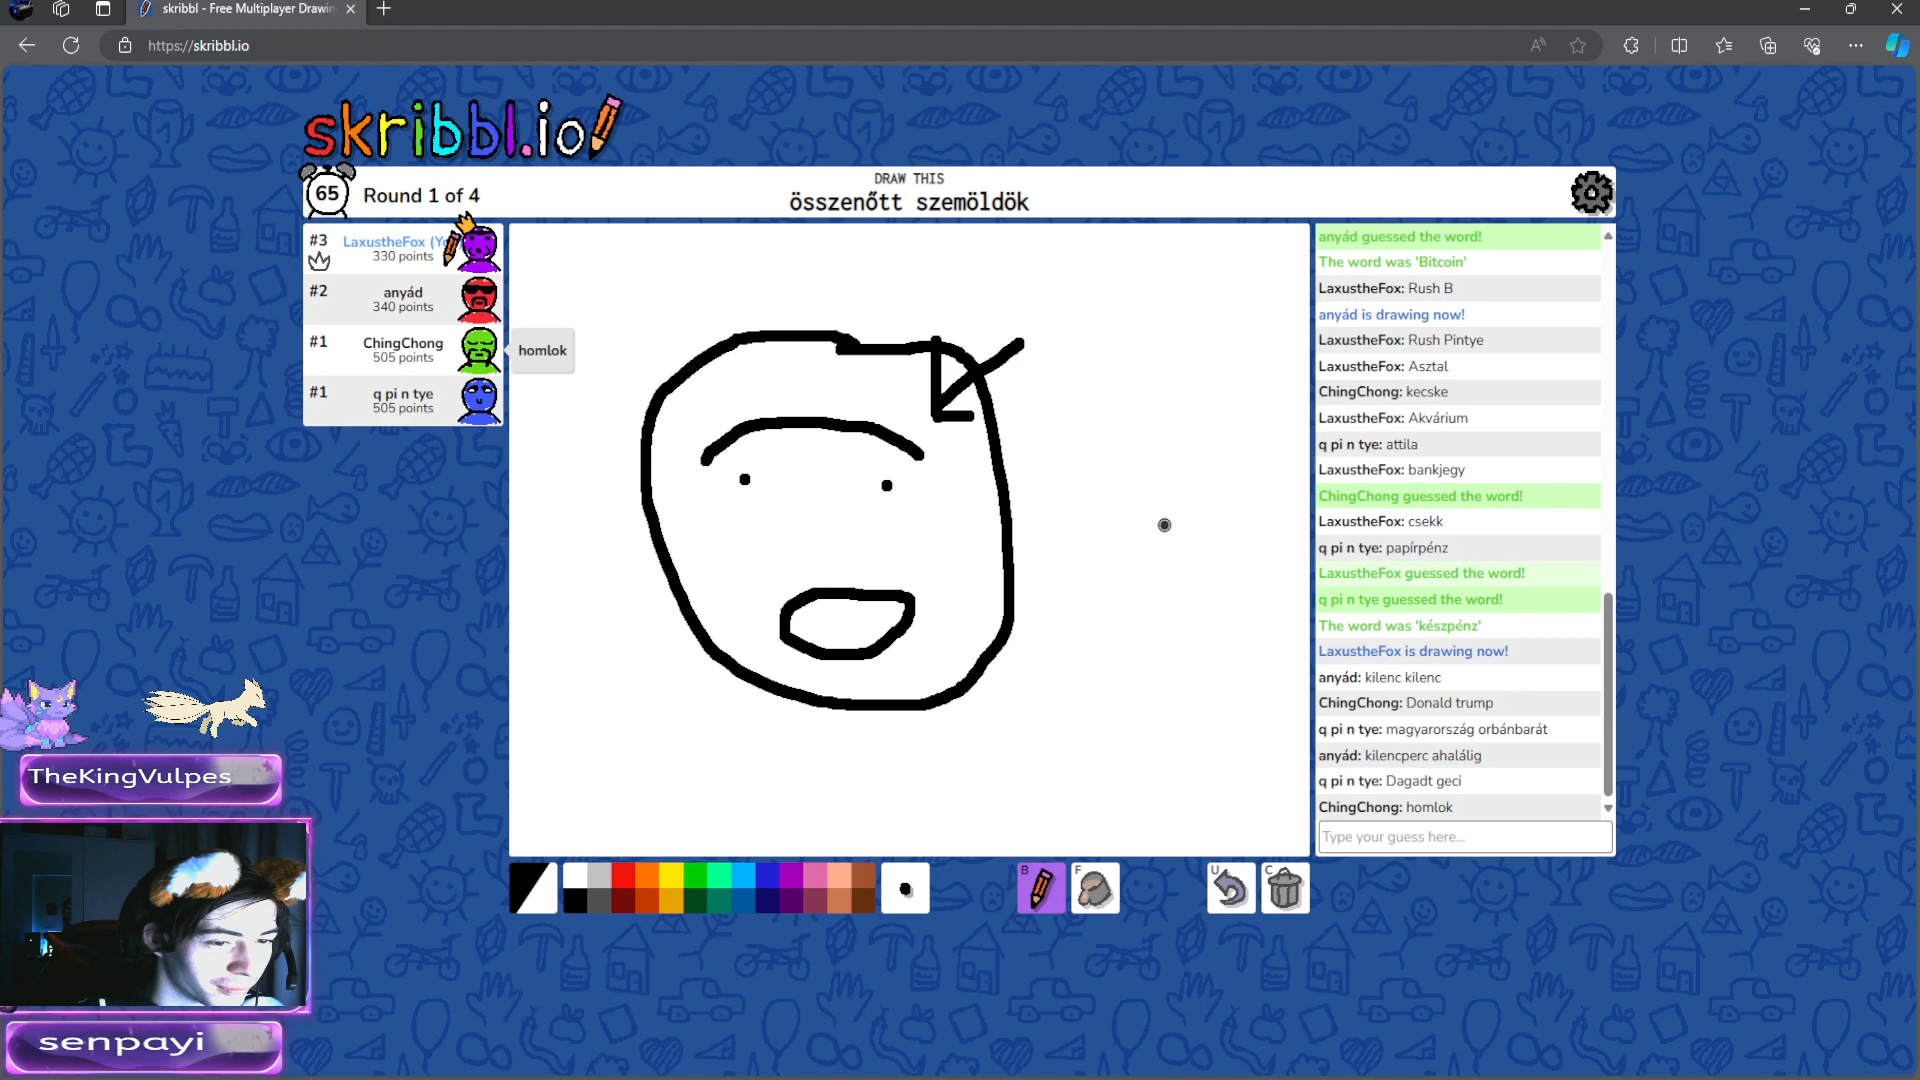 skribbl - Free Multiplayer Drawin
https://skribbl.io
skribbl.io
65
Round 1 of 4
DRAW THIS
összenőtt szemöldök
#3
LaxustheFox (Yo
330 points
#2
anyád
340 points
#1
ChingChong
505 points
#1
q pi n tye
505 points
homlok
anyád guessed the word!
The word was 'Bitcoin'
LaxustheFox: Rush B
anyád is drawing now!
LaxustheFox: Rush Pintye
LaxustheFox: Asztal
ChingChong: kecske
LaxustheFox: Akvárium
q pi n tye: attila
LaxustheFox: bankjegy
ChingChong guessed the word!
LaxustheFox: csekk
q pi n tye: papírpénz
LaxustheFox guessed the word!
q pi n tye guessed the word!
The word was 'készpénz'
LaxustheFox is drawing now!
anyád: kilenc kilenc
ChingChong: Donald trump
q pi n tye: magyarország orbánbarát
anyád: kilencperc ahalálig
q pi n tye: Dagadt geci
ChingChong: homlok
Type your guess here...
B
F
U
C
TheKingVulpes
senpayi